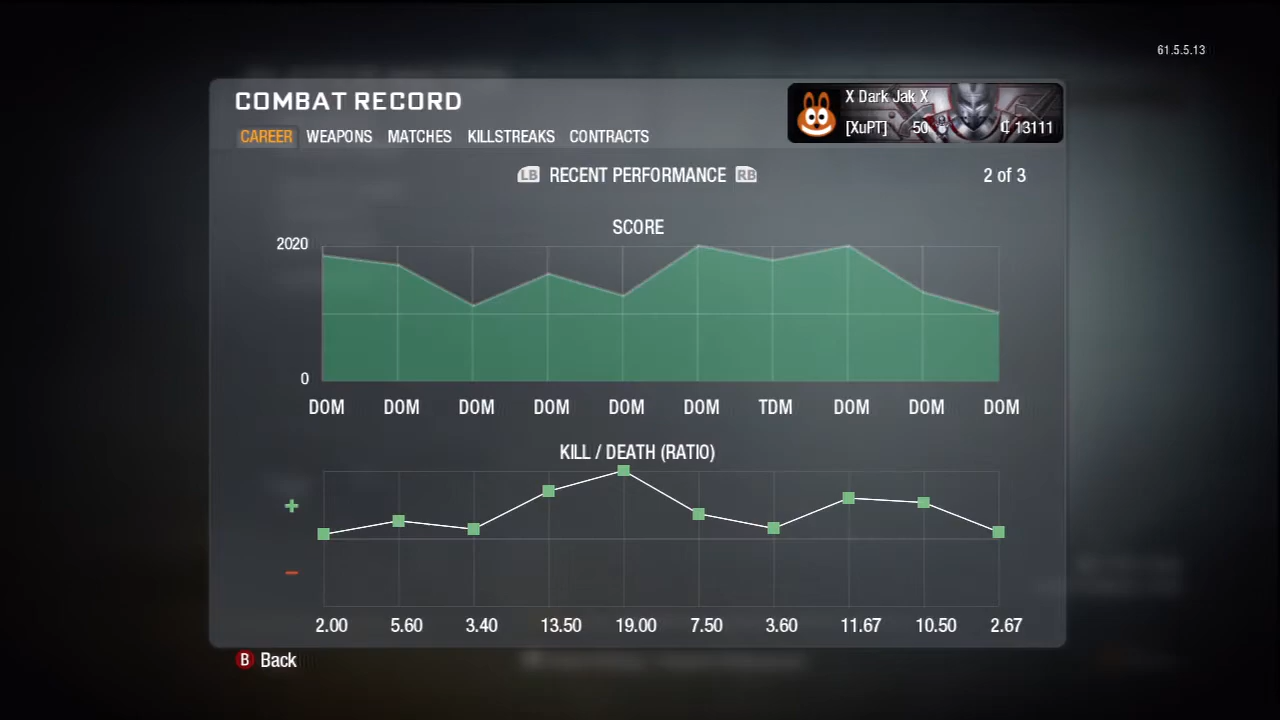 61.5.5.13
COMBAT RECORD
X Dark Jak X
[XuPT] 50 ₵ 13111
CAREER WEAPONS MATCHES KILLSTREAKS CONTRACTS
LB RECENT PERFORMANCE RB 2 of 3
SCORE
2020
0
DOM DOM DOM DOM DOM DOM TDM DOM DOM DOM
KILL / DEATH (RATIO)
+
−
2.00 5.60 3.40 13.50 19.00 7.50 3.60 11.67 10.50 2.67
B Back